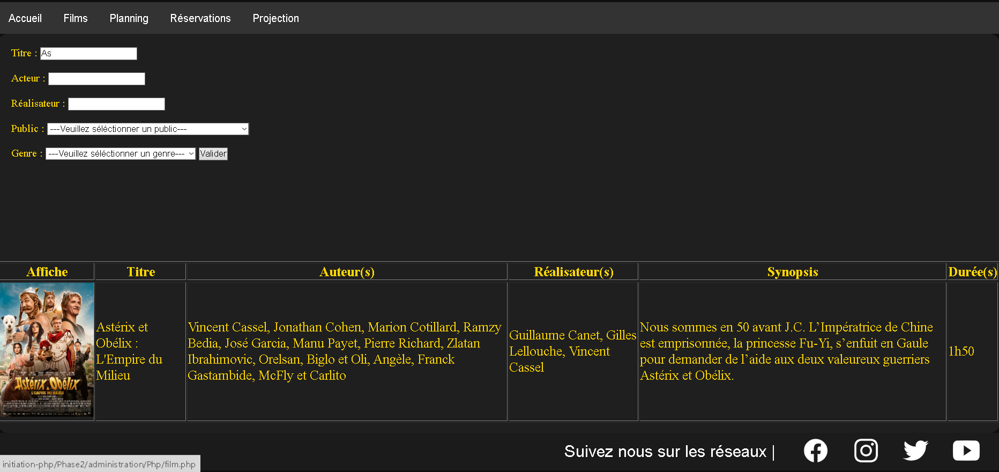 Accueil Films Planning Réservations Projection
Titre : As
Acteur :
Réalisateur :
Public : ---Veuillez séléctionner un public---
Genre : ---Veuillez séléctionner un genre--- Valider
Affiche Titre Auteur(s) Réalisateur(s) Synopsis Durée(s)
Astérix & Obélix
L'EMPIRE DU MILIEU
Astérix et
Obélix :
L'Empire du
Milieu
Vincent Cassel, Jonathan Cohen, Marion Cotillard, Ramzy
Bedia, José Garcia, Manu Payet, Pierre Richard, Zlatan
Ibrahimovic, Orelsan, Biglo et Oli, Angèle, Franck
Gastambide, McFly et Carlito
Guillaume Canet, Gilles
Lellouche, Vincent
Cassel
Nous sommes en 50 avant J.C. L’Impératrice de Chine
est emprisonnée, la princesse Fu-Yi, s’enfuit en Gaule
pour demander de l’aide aux deux valeureux guerriers
Astérix et Obélix.
1h50
Suivez nous sur les réseaux |
initiation-php/Phase2/administration/Php/film.php